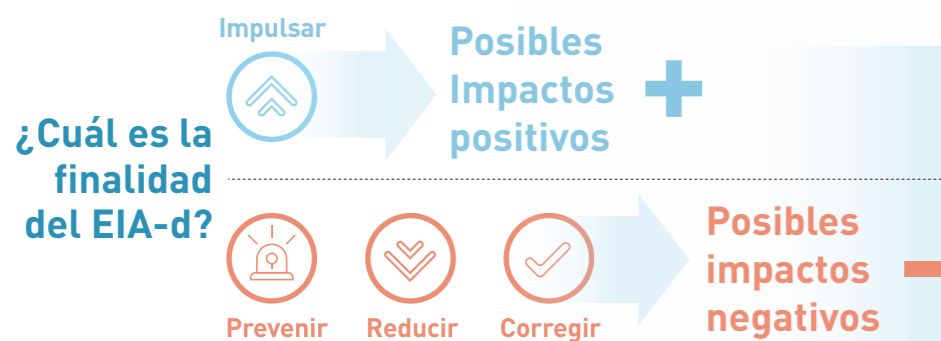 ¿Cuál es la
finalidad
del EIA-d?
Impulsar
Posibles
Impactos
positivos
+
Prevenir
Reducir
Corregir
Posibles
impactos
negativos